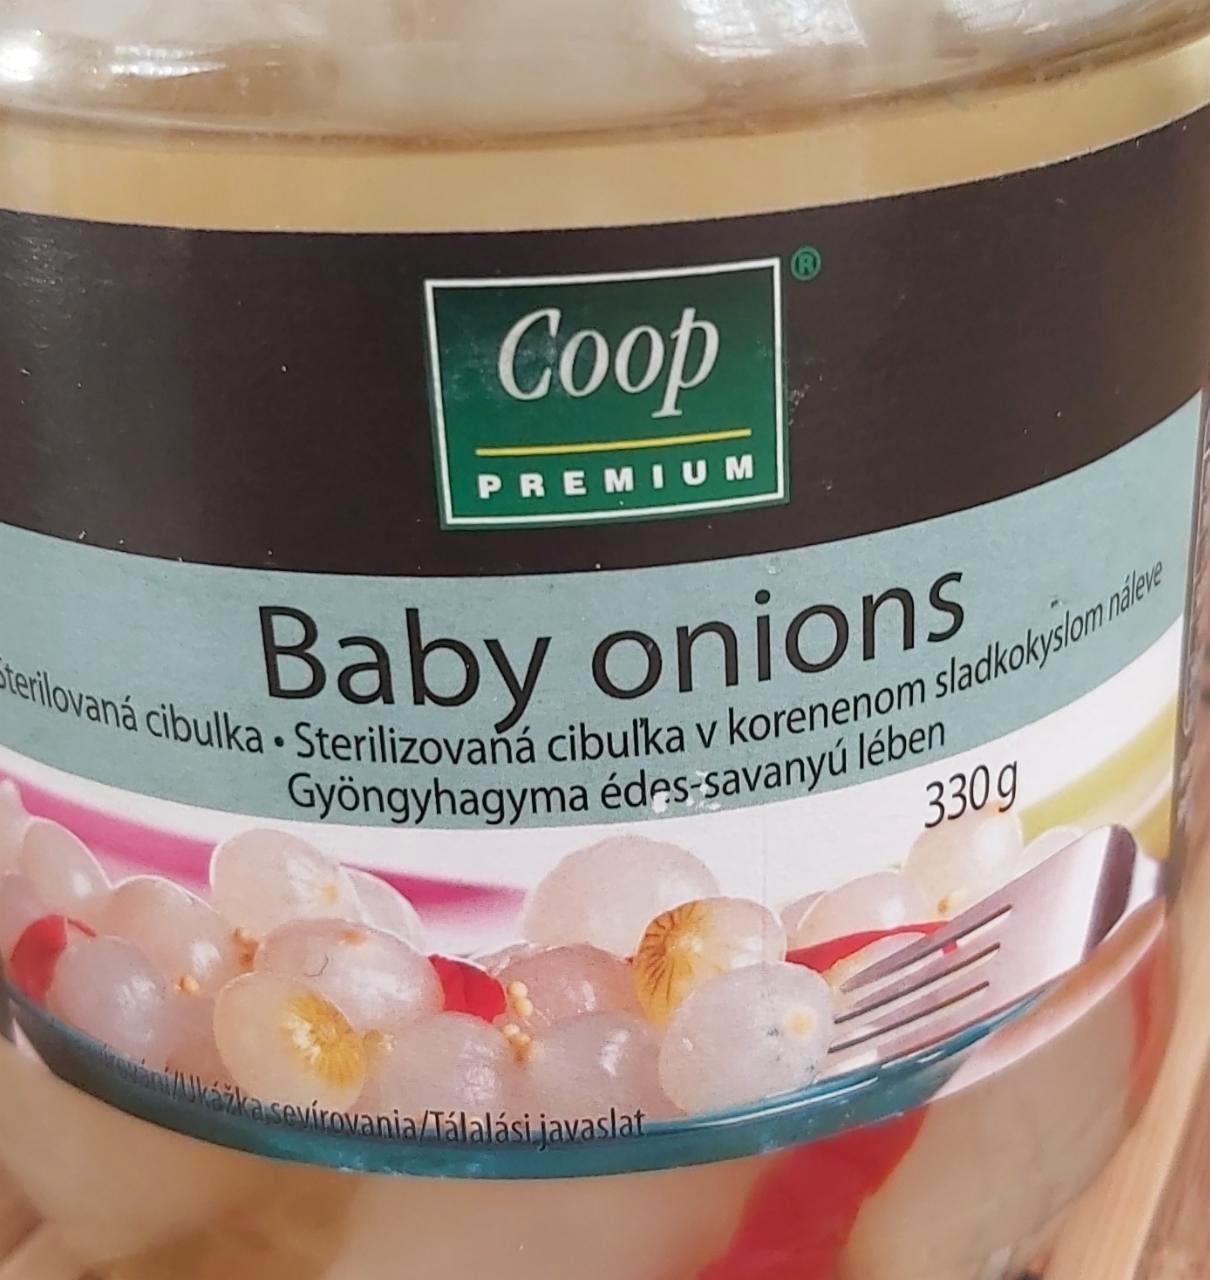 Coop ®
PREMIUM
Baby onions
Sterilovaná cibulka • Sterilizovaná cibuľka v korenenom sladkokyslom náleve
Gyöngyhagyma édes-savanyú lében
330 g
/Ukážka sevírovania/Tálalási javaslat